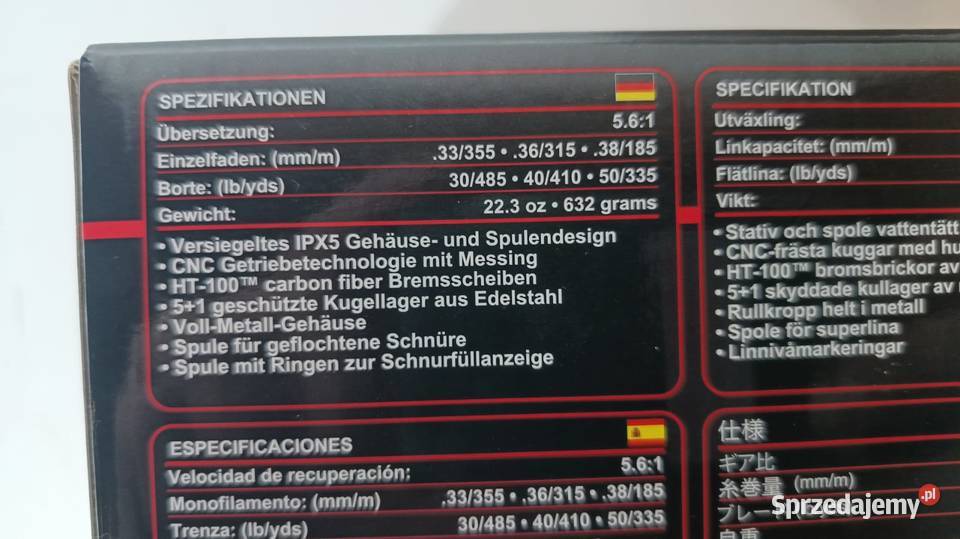 SPEZIFIKATIONEN
Übersetzung: 5.6:1
Einzelfaden: (mm/m) .33/355 • .36/315 • .38/185
Borte: (lb/yds) 30/485 • 40/410 • 50/335
Gewicht: 22.3 oz • 632 grams
• Versiegeltes IPX5 Gehäuse- und Spulendesign
• CNC Getriebetechnologie mit Messing
• HT-100™ carbon fiber Bremsscheiben
• 5+1 geschützte Kugellager aus Edelstahl
• Voll-Metall-Gehäuse
• Spule für geflochtene Schnüre
• Spule mit Ringen zur Schnurfüllanzeige
SPECIFIKATION
Utväxling:
Linkapacitet: (mm/m)
Flätlina: (lb/yds)
Vikt:
• Stativ och spole vattentätt
• CNC-frästa kuggar med
• HT-100™ bromsbrickor av
• 5+1 skyddade kullager av
• Rullkropp helt i metall
• Spole för superlina
• Linnivåmarkeringar
ESPECIFICACIONES
Velocidad de recuperación: 5.6:1
Monofilamento: (mm/m) .33/355 • .36/315 • .38/185
Trenza: (lb/yds) 30/485 • 40/410 • 50/335
仕様
ギア比
糸巻量 (mm/m)
自重
Sprzedajemy.pl